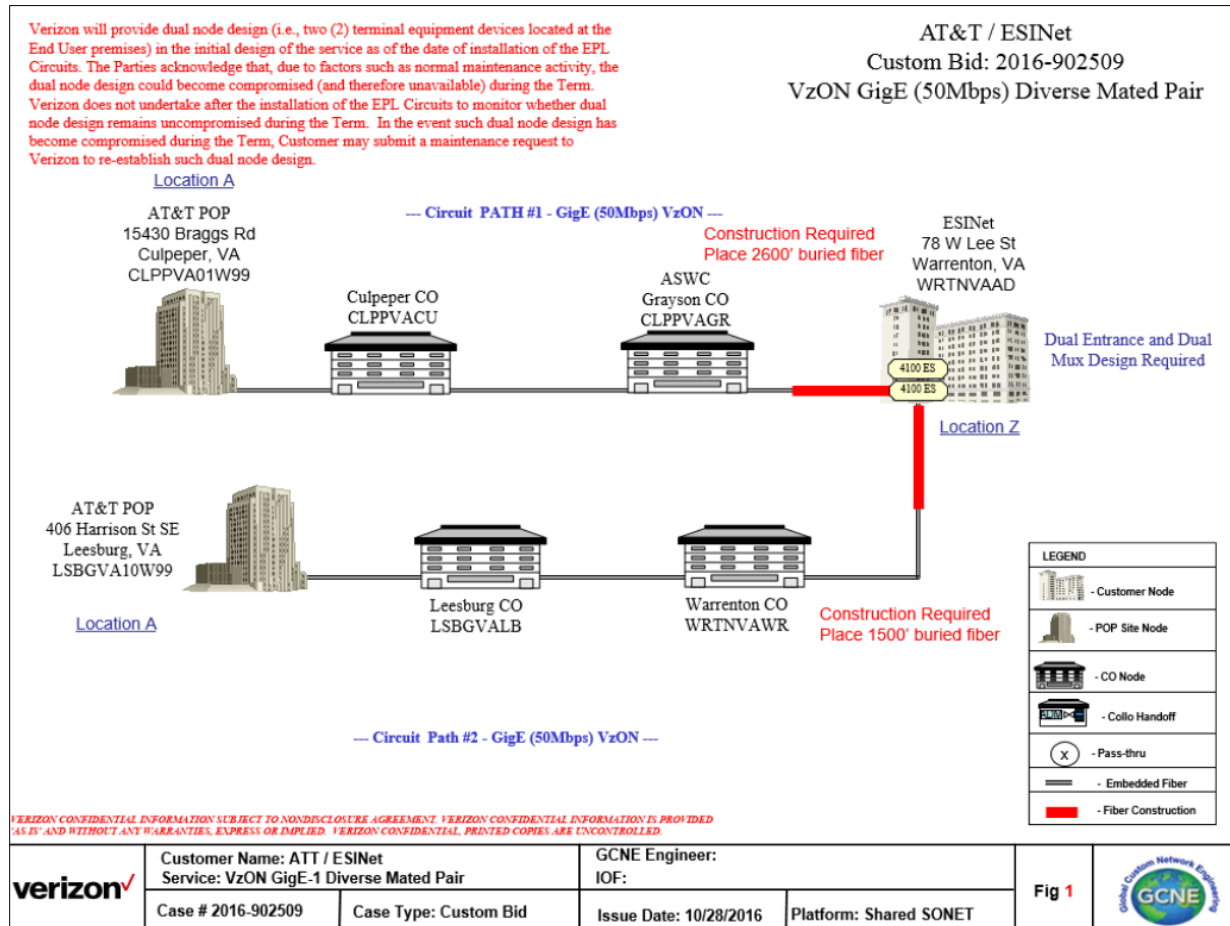 Verizon will provide dual node design (i.e., two (2) terminal equipment devices located at the
End User premises) in the initial design of the service as of the date of installation of the EPL
Circuits. The Parties acknowledge that, due to factors such as normal maintenance activity, the
dual node design could become compromised (and therefore unavailable) during the Term.
Verizon does not undertake after the installation of the EPL Circuits to monitor whether dual
node design remains uncompromised during the Term. In the event such dual node design has
become compromised during the Term, Customer may submit a maintenance request to
Verizon to re-establish such dual node design.
AT&T / ESINet
Custom Bid: 2016-902509
VzON GigE (50Mbps) Diverse Mated Pair
Location A
AT&T POP
15430 Braggs Rd
Culpeper, VA
CLPPVA01W99
--- Circuit PATH #1 - GigE (50Mbps) VzON ---
Culpeper CO
CLPPVACU
ASWC
Grayson CO
CLPPVAGR
Construction Required
Place 2600' buried fiber
ESINet
78 W Lee St
Warrenton, VA
WRTNVAAD
4100 ES
4100 ES
Dual Entrance and Dual
Mux Design Required
Location Z
AT&T POP
406 Harrison St SE
Leesburg, VA
LSBGVA10W99
Location A
Leesburg CO
LSBGVALB
Warrenton CO
WRTNVAWR
Construction Required
Place 1500' buried fiber
--- Circuit Path #2 - GigE (50Mbps) VzON ---
LEGEND
- Customer Node
- POP Site Node
- CO Node
- Collo Handoff
X
- Pass-thru
- Embedded Fiber
- Fiber Construction
VERIZON CONFIDENTIAL INFORMATION SUBJECT TO NONDISCLOSURE AGREEMENT. VERIZON CONFIDENTIAL INFORMATION IS PROVIDED
'AS IS' AND WITHOUT ANY WARRANTIES, EXPRESS OR IMPLIED. VERIZON CONFIDENTIAL, PRINTED COPIES ARE UNCONTROLLED.
verizon
Customer Name: ATT / ESINet
Service: VzON GigE-1 Diverse Mated Pair
Case # 2016-902509
Case Type: Custom Bid
GCNE Engineer:
IOF:
Issue Date: 10/28/2016
Platform: Shared SONET
Fig 1
Global Custom Network Engineering
GCNE